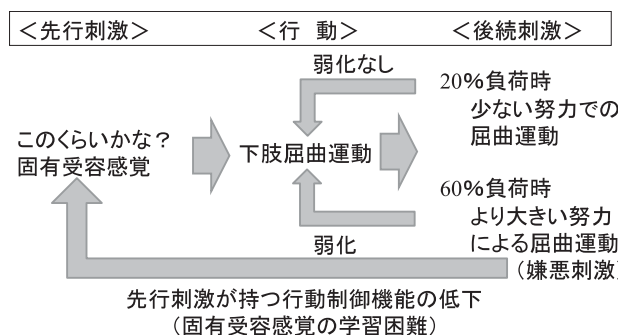 ＜先行刺激＞ ＜行 動＞ ＜後続刺激＞
弱化なし
20%負荷時
少ない努力での
屈曲運動
このくらいかな？
固有受容感覚
下肢屈曲運動
60%負荷時
より大きい努力
による屈曲運動
(嫌悪刺激)
弱化
先行刺激が持つ行動制御機能の低下
(固有受容感覚の学習困難)